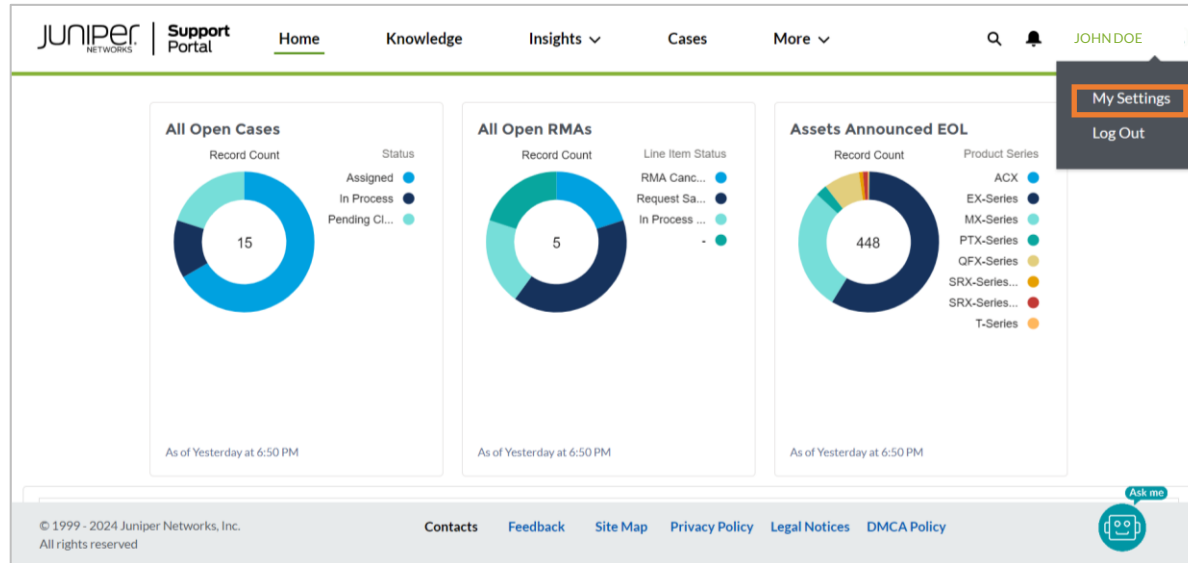 JUNIPER NETWORKS Support Portal Home Knowledge Insights Cases More JOHN DOE
My Settings
Log Out
All Open Cases
Record Count Status
Assigned
In Process
Pending Cl...
15
As of Yesterday at 6:50 PM
All Open RMAs
Record Count Line Item Status
RMA Canc...
Request Sa...
In Process ...
-
5
As of Yesterday at 6:50 PM
Assets Announced EOL
Record Count Product Series
ACX
EX-Series
MX-Series
PTX-Series
QFX-Series
SRX-Series...
SRX-Series...
T-Series
448
As of Yesterday at 6:50 PM
Ask me
© 1999 - 2024 Juniper Networks, Inc.
All rights reserved
Contacts Feedback Site Map Privacy Policy Legal Notices DMCA Policy